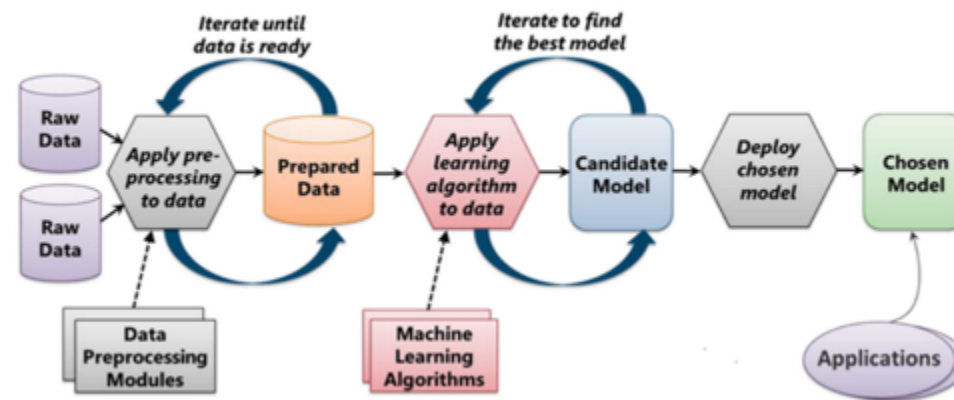 Iterate until
data is ready
Iterate to find
the best model
Raw
Data
Raw
Data
Apply pre-
processing
to data
Prepared
Data
Apply
learning
algorithm
to data
Candidate
Model
Deploy
chosen
model
Chosen
Model
Data
Preprocessing
Modules
Machine
Learning
Algorithms
Applications